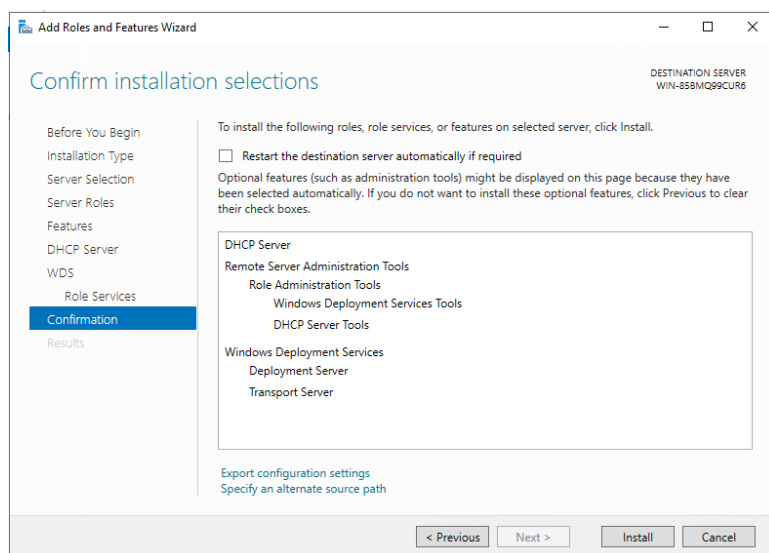 Add Roles and Features Wizard
Confirm installation selections
DESTINATION SERVER
WIN-85BMQ99CUR6
Before You Begin
Installation Type
Server Selection
Server Roles
Features
DHCP Server
WDS
Role Services
Confirmation
Results
To install the following roles, role services, or features on selected server, click Install.
Restart the destination server automatically if required
Optional features (such as administration tools) might be displayed on this page because they have
been selected automatically. If you do not want to install these optional features, click Previous to clear
their check boxes.
DHCP Server
Remote Server Administration Tools
Role Administration Tools
Windows Deployment Services Tools
DHCP Server Tools
Windows Deployment Services
Deployment Server
Transport Server
Export configuration settings
Specify an alternate source path
< Previous
Next >
Install
Cancel